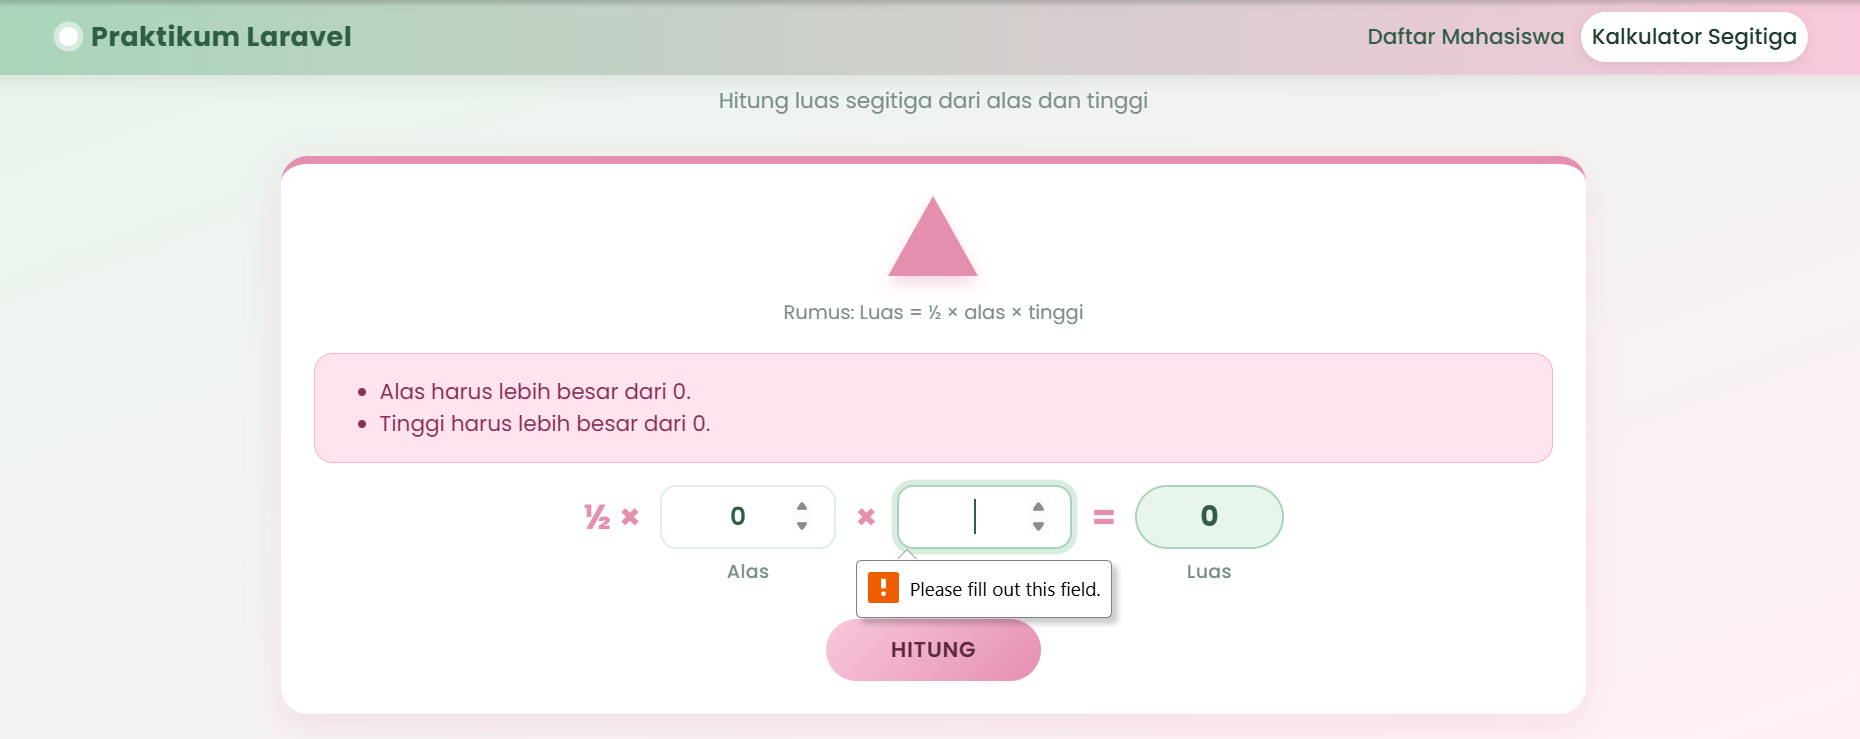 Praktikum Laravel
Daftar Mahasiswa
Kalkulator Segitiga
Hitung luas segitiga dari alas dan tinggi
Rumus: Luas = ½ × alas × tinggi
Alas harus lebih besar dari 0.
Tinggi harus lebih besar dari 0.
½ × 0 × = 0
Alas
Luas
Please fill out this field.
HITUNG